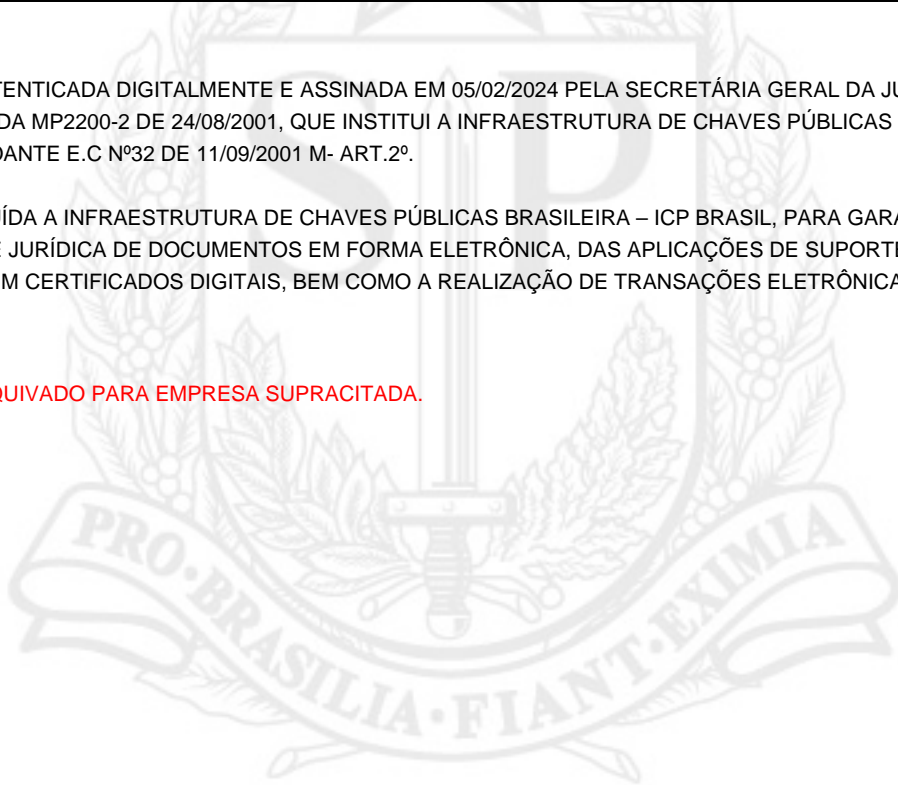 TENTICADA DIGITALMENTE E ASSINADA EM 05/02/2024 PELA SECRETÁRIA GERAL DA JU
DA MP2200-2 DE 24/08/2001, QUE INSTITUI A INFRAESTRUTURA DE CHAVES PÚBLICAS
DANTE E.C Nº32 DE 11/09/2001 M- ART.2º.
UÍDA A INFRAESTRUTURA DE CHAVES PÚBLICAS BRASILEIRA – ICP BRASIL, PARA GARA
E JURÍDICA DE DOCUMENTOS EM FORMA ELETRÔNICA, DAS APLICAÇÕES DE SUPORTE
M CERTIFICADOS DIGITAIS, BEM COMO A REALIZAÇÃO DE TRANSAÇÕES ELETRÔNICA
QUIVADO PARA EMPRESA SUPRACITADA.
SP
PRO·BRASILIA·FIANT·EXIMIA